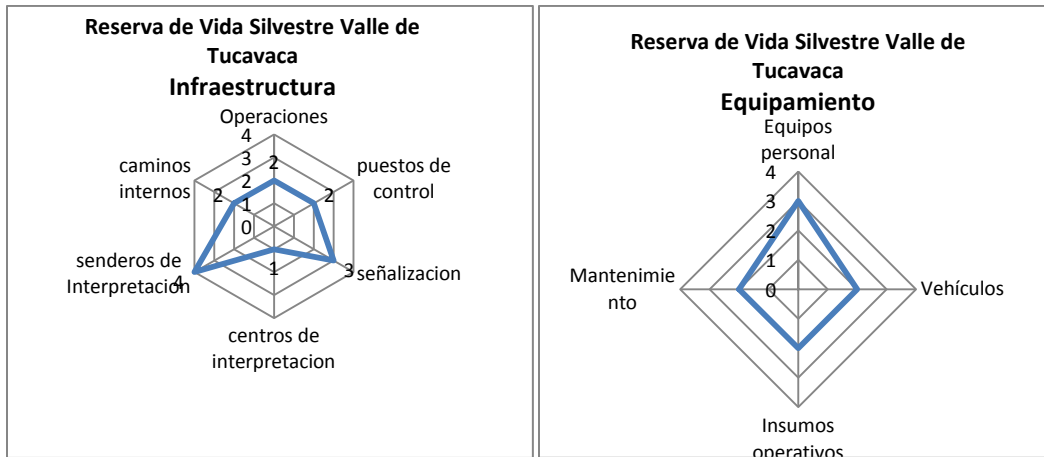 Reserva de Vida Silvestre Valle de
Tucavaca
Infraestructura
Operaciones
4
3
2
1
0
2
puestos de
control
2
señalizacion
3
centros de
interpretacion
1
senderos de
Interpretacion
4
caminos
internos
2
Reserva de Vida Silvestre Valle de
Tucavaca
Equipamiento
Equipos
personal
4
3
2
1
0
Vehículos
Insumos
operativos
Mantenimie
nto